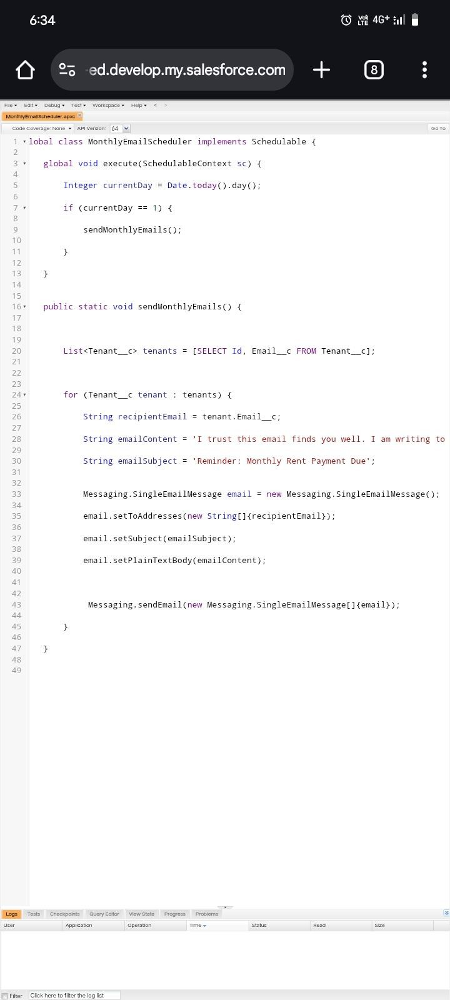 6:34
Vo) LTE 4G+
-ed.develop.my.salesforce.com
8
File Edit Debug Test Workspace Help < >
MonthlyEmailScheduler.apxc
Code Coverage: None API Version: 64 Go To
1 lobal class MonthlyEmailScheduler implements Schedulable {
2
3 global void execute(SchedulableContext sc) {
4
5 Integer currentDay = Date.today().day();
6
7 if (currentDay == 1) {
8
9 sendMonthlyEmails();
10
11 }
12
13 }
14
15
16 public static void sendMonthlyEmails() {
17
18
19
20 List<Tenant__c> tenants = [SELECT Id, Email__c FROM Tenant__c];
21
22
23
24 for (Tenant__c tenant : tenants) {
25
26 String recipientEmail = tenant.Email__c;
27
28 String emailContent = 'I trust this email finds you well. I am writing to
29
30 String emailSubject = 'Reminder: Monthly Rent Payment Due';
31
32
33 Messaging.SingleEmailMessage email = new Messaging.SingleEmailMessage();
34
35 email.setToAddresses(new String[]{recipientEmail});
36
37 email.setSubject(emailSubject);
38
39 email.setPlainTextBody(emailContent);
40
41
42
43 Messaging.sendEmail(new Messaging.SingleEmailMessage[]{email});
44
45 }
46
47 }
48
49
Logs Tests Checkpoints Query Editor View State Progress Problems
User Application Operation Time Status Read Size
Filter Click here to filter the log list